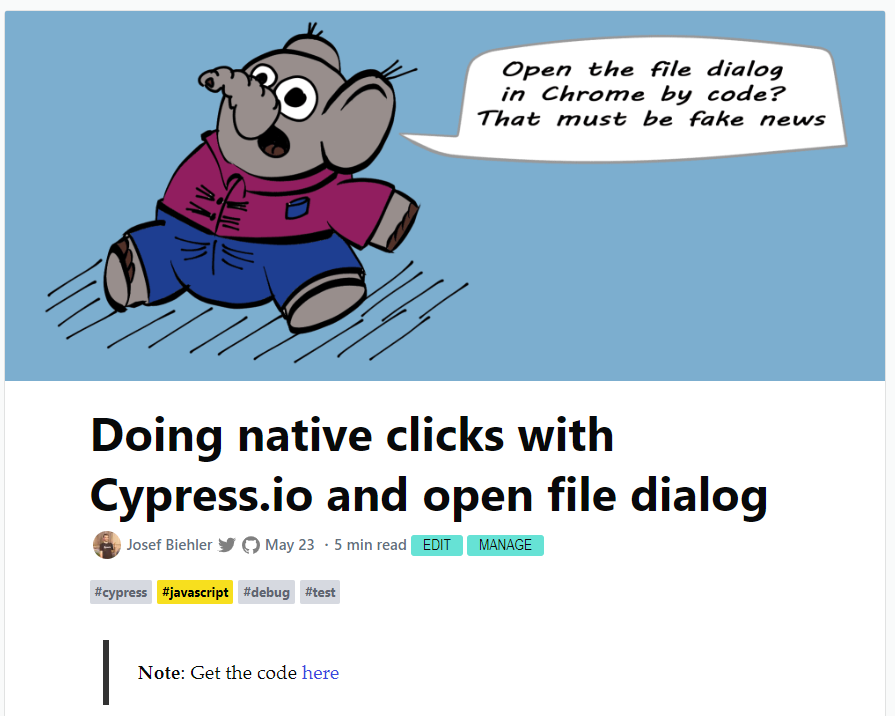 Open the file dialog
in Chrome by code?
That must be fake news
Doing native clicks with
Cypress.io and open file dialog
Josef Biehler May 23 · 5 min read EDIT MANAGE
#cypress #javascript #debug #test
Note: Get the code here